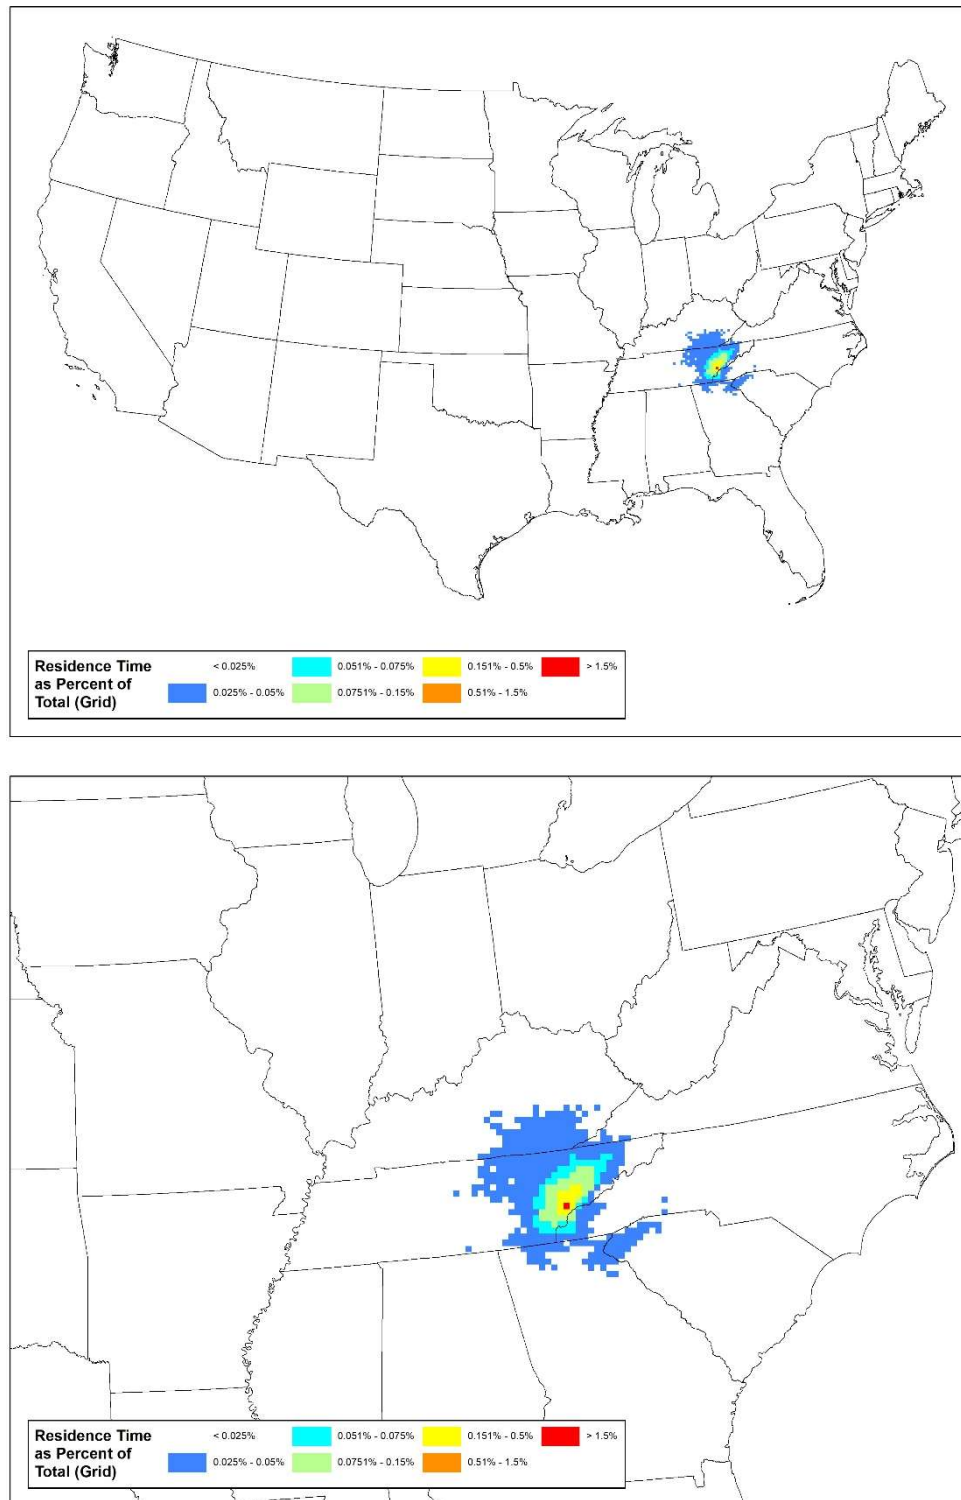 Residence Time
as Percent of
Total (Grid)
< 0.025%
0.051% - 0.075%
0.151% - 0.5%
> 1.5%
0.025% - 0.05%
0.0751% - 0.15%
0.51% - 1.5%
Residence Time
as Percent of
Total (Grid)
< 0.025%
0.051% - 0.075%
0.151% - 0.5%
> 1.5%
0.025% - 0.05%
0.0751% - 0.15%
0.51% - 1.5%